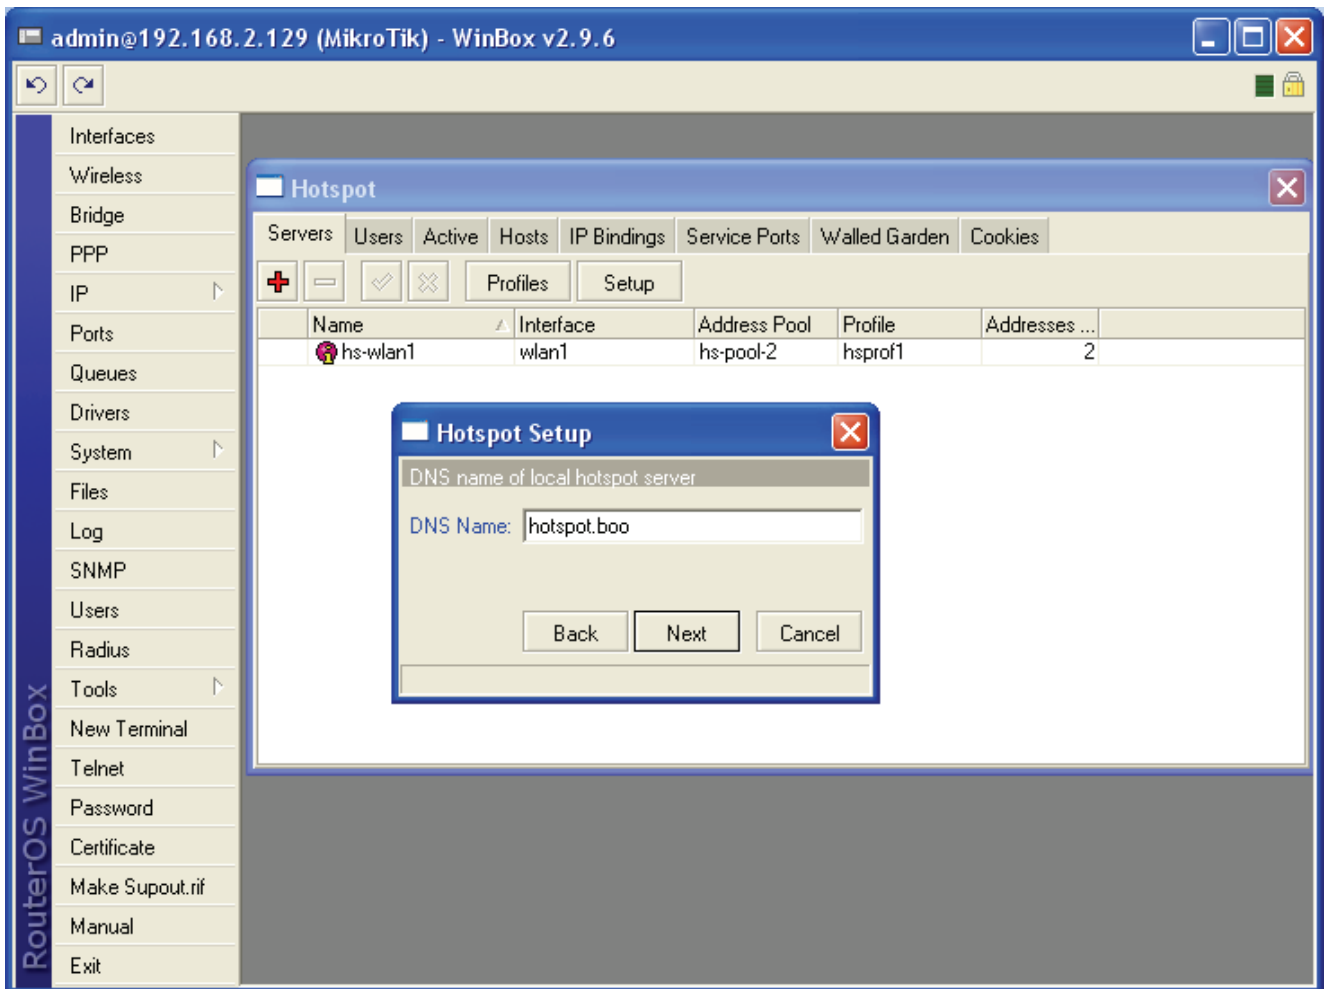 admin@192.168.2.129 (MikroTik) - WinBox v2.9.6
RouterOS WinBox
Interfaces
Wireless
Bridge
PPP
IP
Ports
Queues
Drivers
System
Files
Log
SNMP
Users
Radius
Tools
New Terminal
Telnet
Password
Certificate
Make Supout.rif
Manual
Exit
Hotspot
Servers Users Active Hosts IP Bindings Service Ports Walled Garden Cookies
Profiles Setup
Name Interface Address Pool Profile Addresses ...
hs-wlan1 wlan1 hs-pool-2 hsprof1 2
Hotspot Setup
DNS name of local hotspot server
DNS Name: hotspot.boo
Back Next Cancel